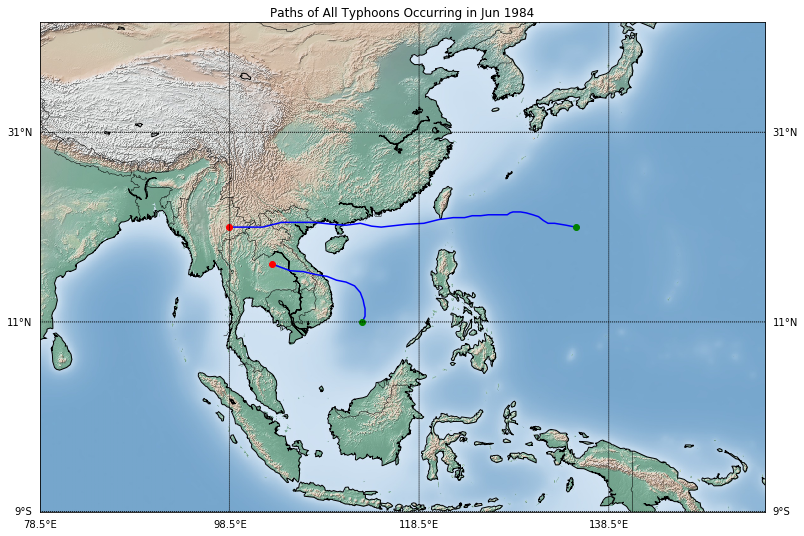 Paths of All Typhoons Occurring in Jun 1984
31°N 31°N
11°N 11°N
9°S 9°S
78.5°E 98.5°E 118.5°E 138.5°E